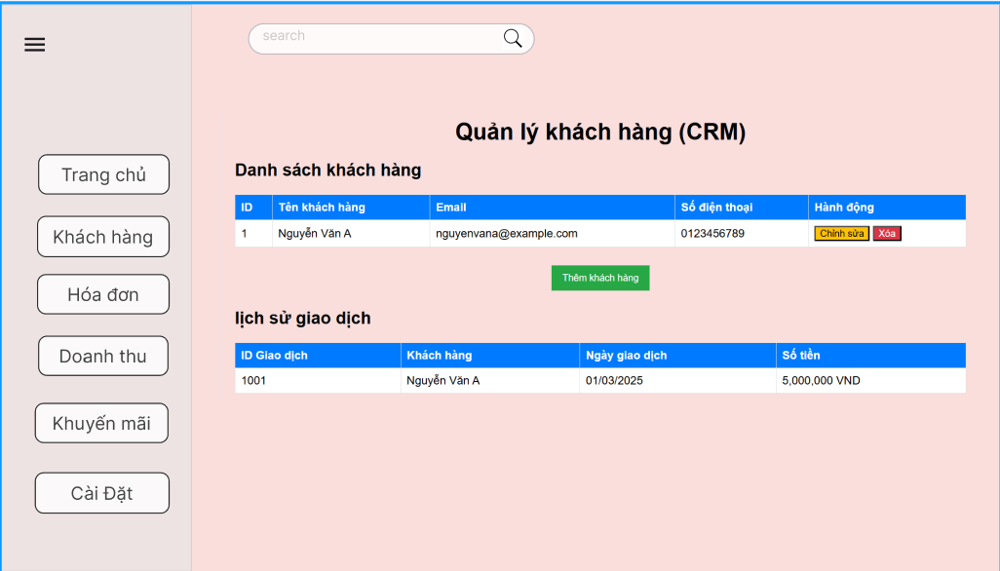 search
Trang chủ
Khách hàng
Hóa đơn
Doanh thu
Khuyến mãi
Cài Đặt
Quản lý khách hàng (CRM)
Danh sách khách hàng
ID Tên khách hàng Email Số điện thoại Hành động
1 Nguyễn Văn A nguyenvana@example.com 0123456789 Chỉnh sửa Xóa
Thêm khách hàng
lịch sử giao dịch
ID Giao dịch Khách hàng Ngày giao dịch Số tiền
1001 Nguyễn Văn A 01/03/2025 5,000,000 VND